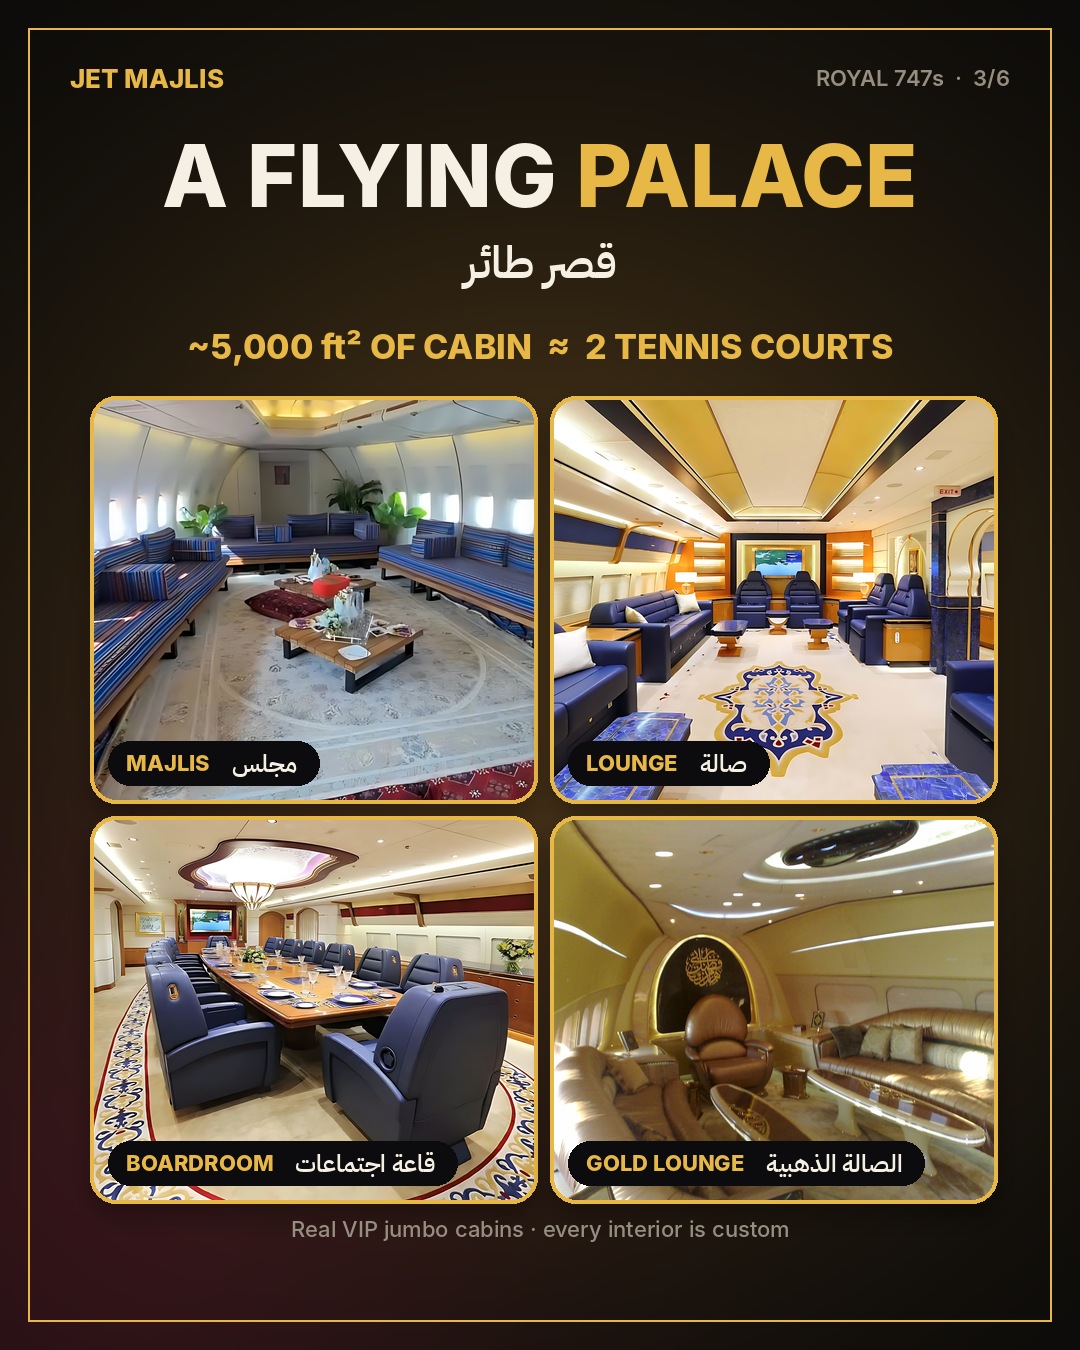 JET MAJLIS
ROYAL 747s · 3/6
A FLYING PALACE
قصر طائر
~5,000 ft² OF CABIN ≈ 2 TENNIS COURTS
EXIT
MAJLIS مجلس
LOUNGE صالة
BOARDROOM قاعة اجتماعات
GOLD LOUNGE الصالة الذهبية
Real VIP jumbo cabins · every interior is custom